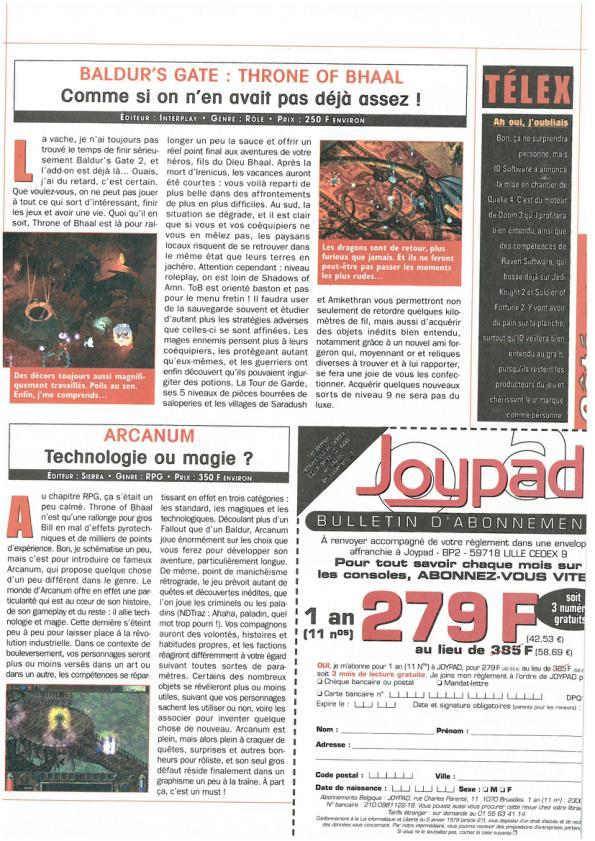 BALDUR'S GATE : THRONE OF BHAAL
Comme si on n'en avait pas déjà assez !
ÉDITEUR : INTERPLAY • GENRE : RÔLE • PRIX : 250 F ENVIRON
La vache, je n'ai toujours pas
trouvé le temps de finir sérieu-
sement Baldur's Gate 2, et
l'add-on est déjà là... Ouais,
j'ai du retard, c'est certain.
Que voulez-vous, on ne peut pas jouer
à tout ce qui sort d'intéressant, finir
les jeux et avoir une vie. Quoi qu'il en
soit, Throne of Bhaal est là pour ral-
Des décors toujours aussi magnifi-
quement travaillés. Poils au zen.
Enfin, j'me comprends...
longer un peu la sauce et offrir un
réel point final aux aventures de votre
héros, fils du Dieu Bhaal. Après la
mort d'Irenicus, les vacances auront
été courtes : vous voilà reparti de
plus belle dans des affrontements
de plus en plus difficiles. Au sud, la
situation se dégrade, et il est clair
que si vous et vos coéquipiers ne
vous en mêlez pas, les paysans
locaux risquent de se retrouver dans
le même état que leurs terres en
jachère. Attention cependant : niveau
roleplay, on est loin de Shadows of
Amn. ToB est orienté baston et pas
pour le menu fretin ! Il faudra user
de la sauvegarde souvent et étudier
d'autant plus les stratégies adverses
que celles-ci se sont affinées. Les
mages ennemis pensent plus à leurs
coéquipiers, les protégeant autant
qu'eux-mêmes, et les guerriers ont
enfin découvert qu'ils pouvaient ingur-
giter des potions. La Tour de Garde,
ses 5 niveaux de pièces bourrées de
saloperies et les villages de Saradush
Les dragons sont de retour, plus
furieux que jamais. Et ils ne feront
peut-être pas passer les moments
les plus rudes...
et Amkethran vous permettront non
seulement de retordre quelques kilo-
mètres de fil, mais aussi d'acquérir
des objets inédits bien entendu,
notamment grâce à un nouvel ami for-
geron qui, moyennant or et reliques
diverses à trouver et à lui rapporter,
se fera une joie de vous les confec-
tionner. Acquérir quelques nouveaux
sorts de niveau 9 ne sera pas du
luxe.
TÉLEX
Ah oui, j'oubliais
Bon, ça ne surprendra
personne, mais
ID Software a annoncé
la mise en chantier de
Quake 4. C'est du moteur
de Doom 3 qu'il profitera
bien entendu, ainsi que
des compétences de
Raven Software, qui
bosse déjà sur Jedi
Knight 2 et Soldier of
Fortune 2. Y vont avoir
du pain sur la planche,
surtout qu'ID veillera bien
entendu au grain,
puisqu'ils restent les
producteurs du jeu et
chérissent leur marque
comme personne.
ARCANUM
Technologie ou magie ?
ÉDITEUR : SIERRA • GENRE : RPG • PRIX : 350 F ENVIRON
Au chapitre RPG, ça s'était un
peu calmé. Throne of Bhaal
n'est qu'une rallonge pour gros
Bill en mal d'effets pyrotech-
niques et de milliers de points
d'expérience. Bon, je schématise un peu,
mais c'est pour introduire ce fameux
Arcanum, qui propose quelque chose
d'un peu différent dans le genre. Le
monde d'Arcanum offre en effet une par-
ticularité qui est au cœur de son histoire,
de son gameplay et du reste : il allie tech-
nologie et magie. Cette dernière s'éteint
peu à peu pour laisser place à la révo-
lution industrielle. Dans ce contexte de
bouleversement, vos personnages seront
plus ou moins versés dans un art ou
dans un autre, les compétences se répar-
tissant en effet en trois catégories :
les standard, les magiques et les
technologiques. Découlant plus d'un
Fallout que d'un Baldur, Arcanum
joue énormément sur les choix que
vous ferez pour développer son
aventure, particulièrement longue.
De même, point de manichéisme
rétrograde, le jeu prévoit autant de
quêtes et découvertes inédites, que
l'on joue les criminels ou les pala-
dins (NDTraz : Ahaha, paladin, quel
mot trop pourri !). Vos compagnons
auront des volontés, histoires et
habitudes propres, et les factions
réagiront différemment à votre égard
suivant toutes sortes de para-
mètres. Certains des nombreux
objets se révéleront plus ou moins
utiles, suivant que vos personnages
sachent les utiliser ou non, voire les
associer pour inventer quelque
chose de nouveau. Arcanum est
plein, mais alors plein à craquer de
quêtes, surprises et autres bon-
heurs pour rôliste, et son seul gros
défaut réside finalement dans un
graphisme un peu à la traîne. À part
ça, c'est un must !
Joypad
BULLETIN D'ABONNEMEN
A renvoyer accompagné de votre règlement dans une envelop
affranchie à Joypad - BP2 - 59718 LILLE CEDEX 9
Pour tout savoir chaque mois sur
les consoles, ABONNEZ-VOUS VITE
1 an
(11 nos)
279 F
(42,53 €)
au lieu de 385 F (58,69 €)
soit
3 numér
gratuits
OUI, je m'abonne pour 1 an (11 Nos) à JOYPAD, pour 279 F (42,53 €) au lieu de 385 F
soit 3 mois de lecture gratuite. Je joins mon règlement à l'ordre de JOYPAD p
❑ Chèque bancaire ou postal ❑ Mandat-lettre
❑ Carte bancaire n° DPO
Expire le : Date et signature obligatoires (parents pour les mineurs) :
Nom : Prénom :
Adresse :
Code postal : Ville :
Date de naissance : Sexe : ❑ M ❑ F
Abonnements Belgique : JOYPAD, rue Charles Parenté, 11 1070 Bruxelles. 1 an (11 nos) : 2300
N° bancaire : 210.0981122-19. Vous pouvez aussi vous procurer cette revue chez votre librai
Tarifs étranger : sur demande au 01 55 63 41 14
Conformément à la Loi Informatique et Liberté du 6 janvier 1978 (article 27), vous disposez d'un droit d'accès et de rect
des données vous concernant. Par notre intermédiaire, vous pourrez recevoir des propositions d'entreprises parten
Si vous ne le souhaitez pas, cochez la case suivante ❑